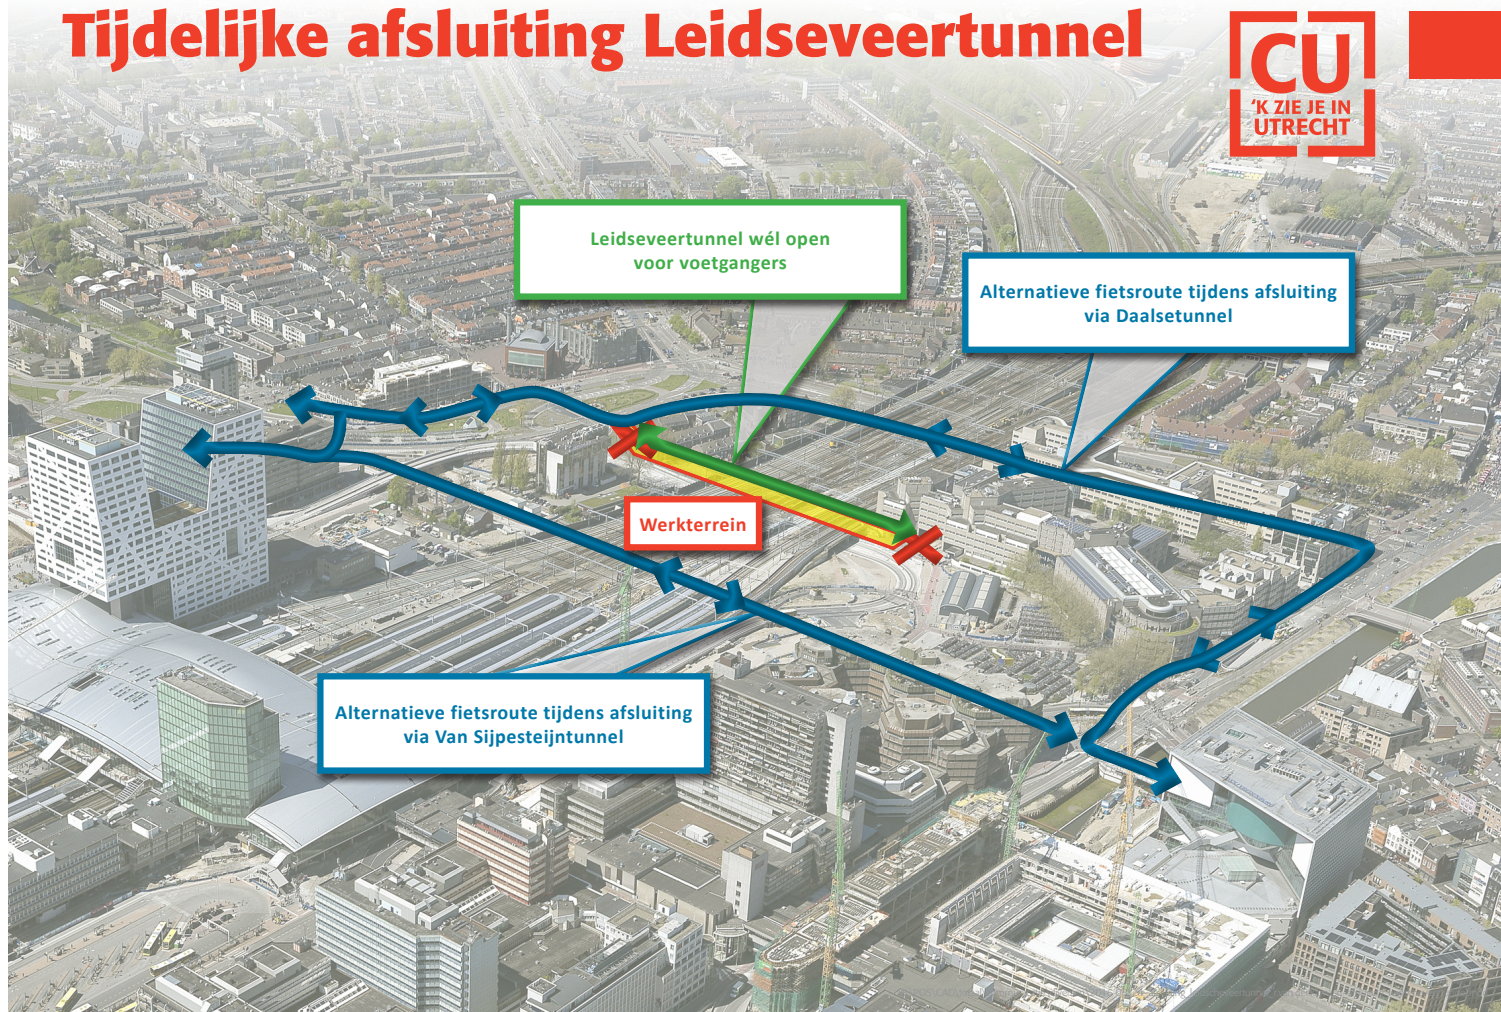 Tijdelijke afsluiting Leidseveertunnel
CU
'K ZIE JE IN
UTRECHT
Leidseveertunnel wél open
voor voetgangers
Alternatieve fietsroute tijdens afsluiting
via Daalsetunnel
Werkterrein
Alternatieve fietsroute tijdens afsluiting
via Van Sijpesteijntunnel